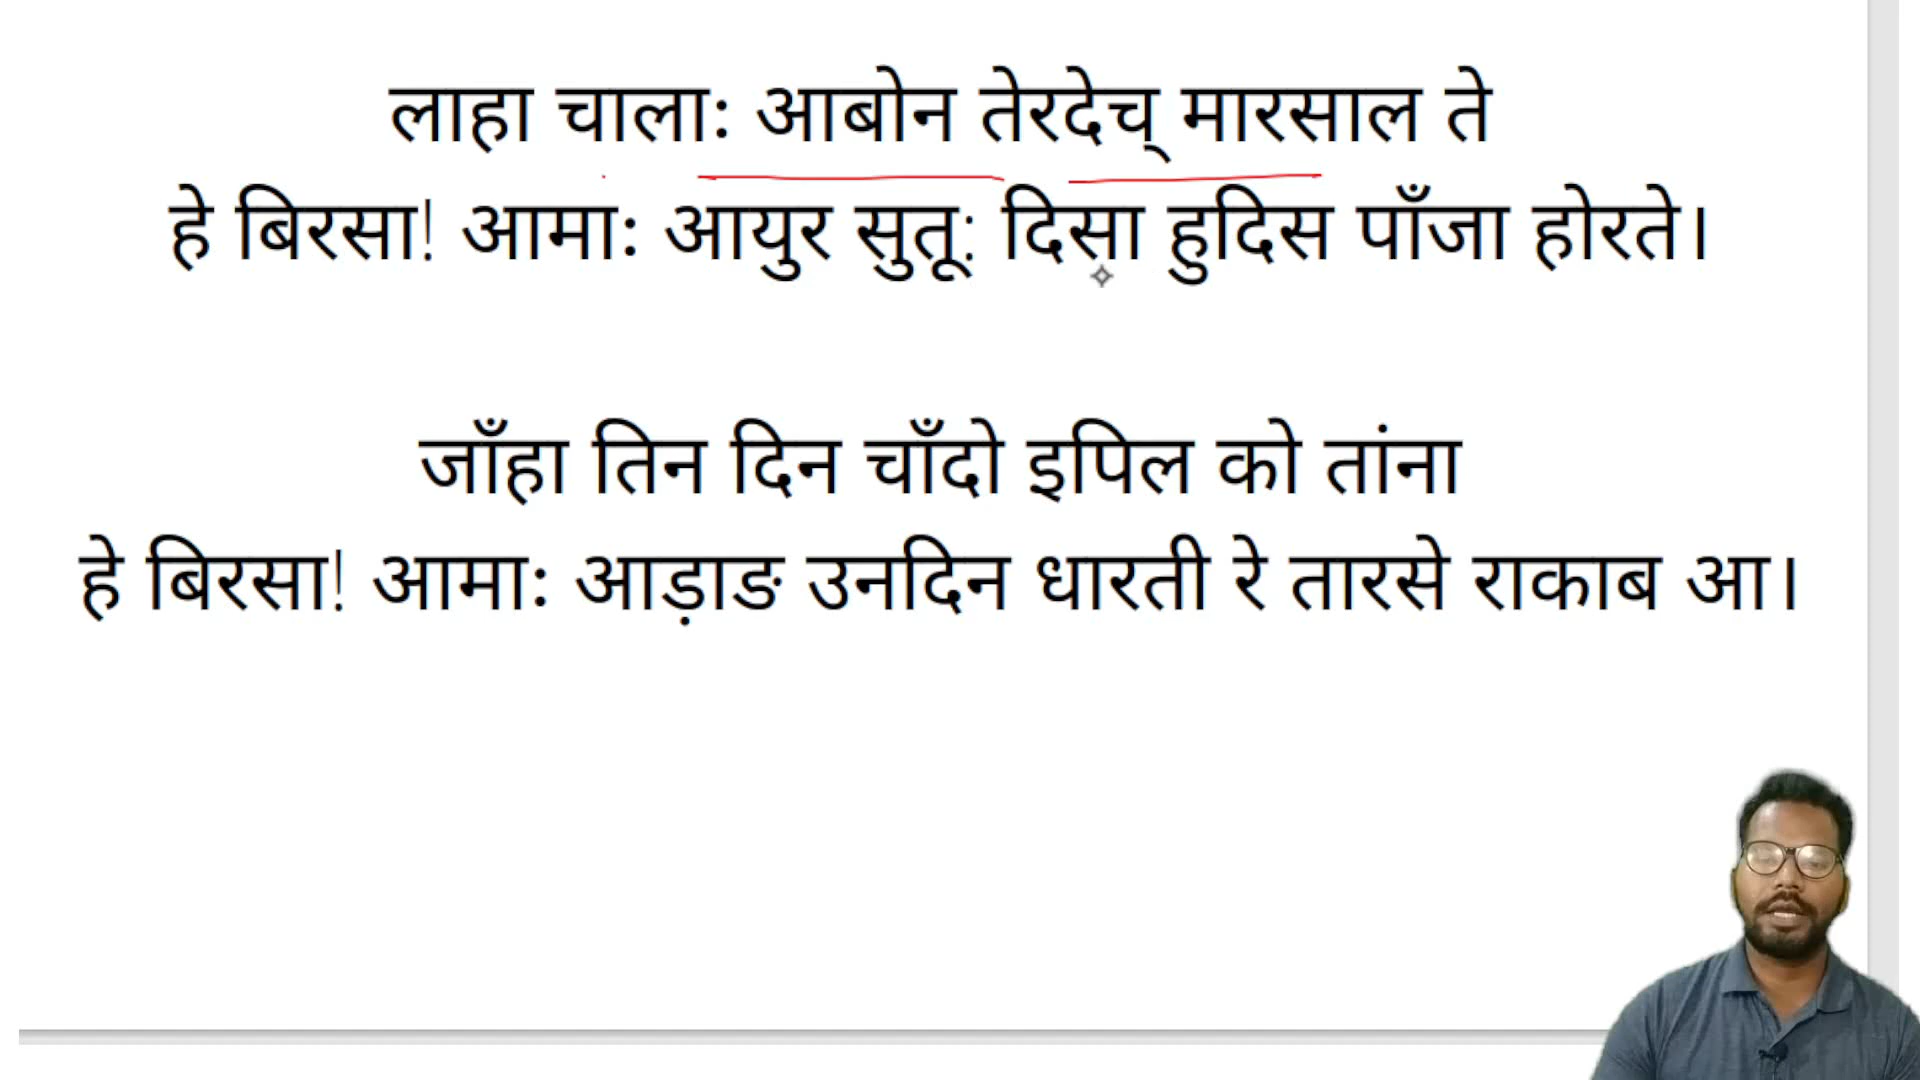 लाहा चालाः आबोन तेरदेच् मारसाल ते
हे बिरसा! आमाः आयुर सुतू: दिसा हुदिस पाँजा होरते।
जाँहा तिन दिन चाँदो इपिल को तांना
हे बिरसा! आमाः आड़ाङ उनदिन धारती रे तारसे राकाब आ।